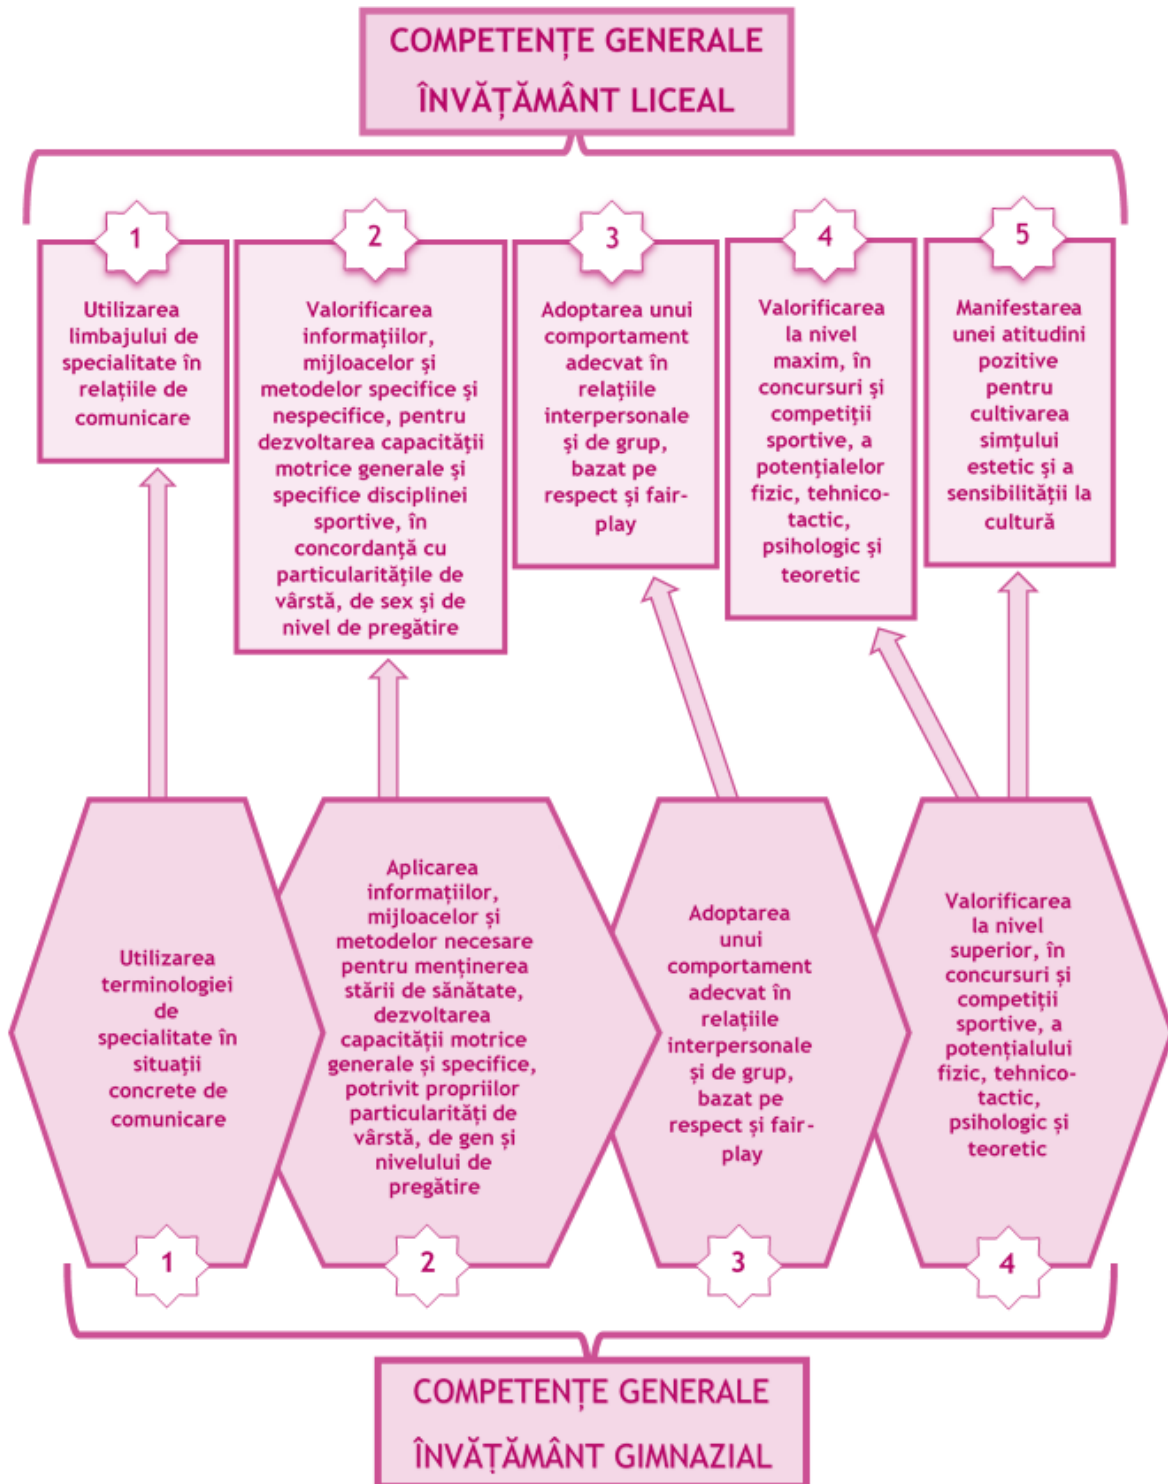 COMPETENȚE GENERALE
ÎNVĂȚĂMÂNT LICEAL
1
Utilizarea
limbajului de
specialitate în
relațiile de
comunicare
2
Valorificarea
informațiilor,
mijloacelor și
metodelor specifice și
nespecifice, pentru
dezvoltarea capacității
motrice generale și
specifice disciplinei
sportive, în
concordanță cu
particularitățile de
vârstă, de sex și de
nivel de pregătire
3
Adoptarea unui
comportament
adecvat în
relațiile
interpersonale
și de grup,
bazat pe
respect și fair-
play
4
Valorificarea
la nivel
maxim, în
concursuri și
competiții
sportive, a
potențialelor
fizic, tehnico-
tactic,
psihologic și
teoretic
5
Manifestarea
unei atitudini
pozitive
pentru
cultivarea
simțului
estetic și a
sensibilității la
cultură
Utilizarea
terminologiei
de
specialitate în
situații
concrete de
comunicare
1
Aplicarea
informațiilor,
mijloacelor și
metodelor necesare
pentru menținerea
stării de sănătate,
dezvoltarea
capacității motrice
generale și specifice,
potrivit propriilor
particularități de
vârstă, de gen și
nivelului de
pregătire
2
Adoptarea
unui
comportament
adecvat în
relațiile
interpersonale
și de grup,
bazat pe
respect și fair-
play
3
Valorificarea
la nivel
superior, în
concursuri și
competiții
sportive, a
potențialului
fizic, tehnico-
tactic,
psihologic și
teoretic
4
COMPETENȚE GENERALE
ÎNVĂȚĂMÂNT GIMNAZIAL